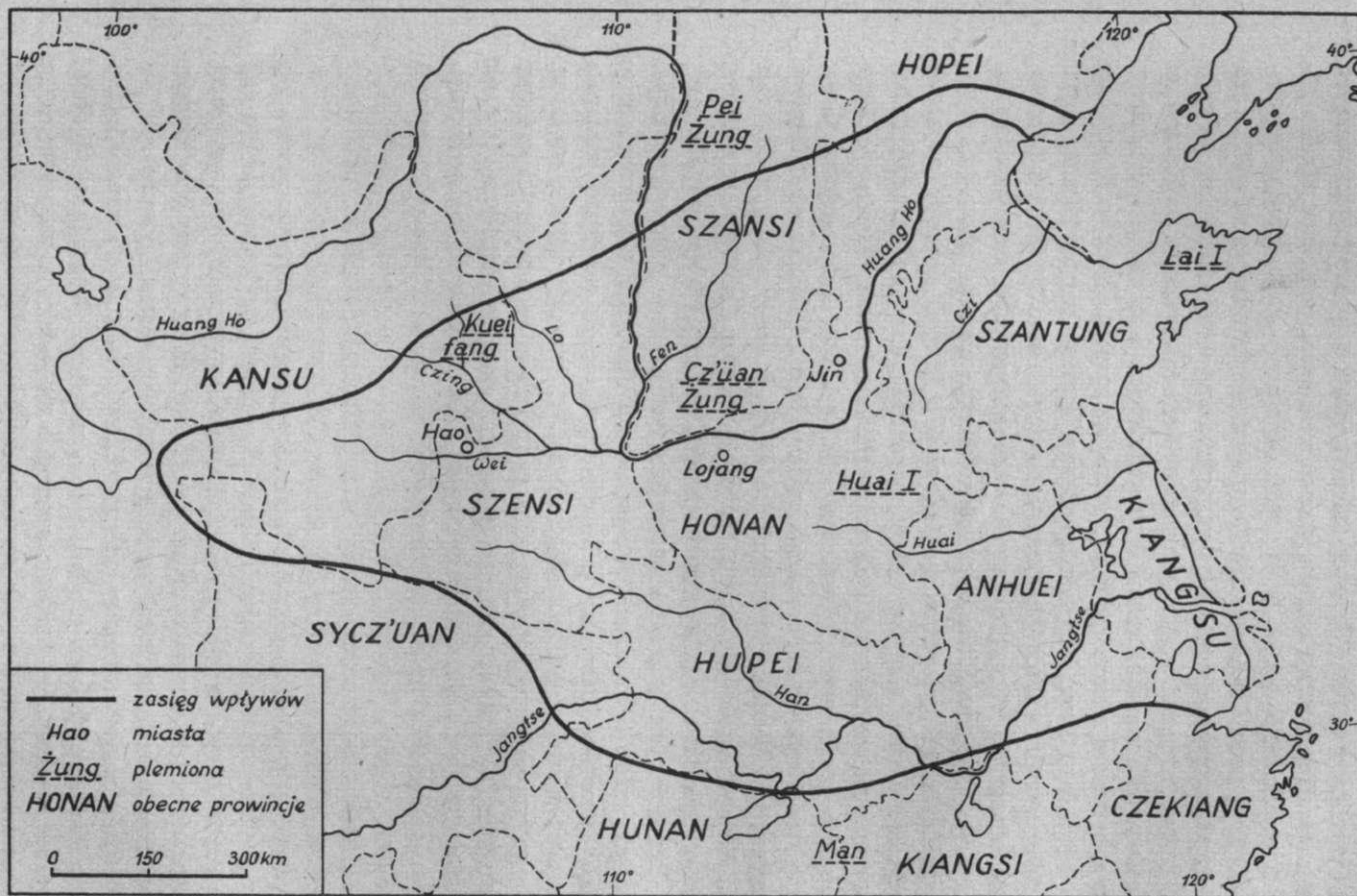 100°
110°
120°
40°
40°
HOPEI
Pei
Żung
SZANSI
Huang Ho
Lai I
Huang Ho
Kuei
fang
Lo
Fen
Czi
SZANTUNG
KANSU
Czing
Cz'üan
Żung
Jin
Hao
Wei
Lojang
SZENSI
HONAN
Huai I
Huai
KIANGSU
ANHUEI
SYCZ'UAN
HUPEI
Jangtse
Han
Jangtse
30°
zasięg wpływów
Hao miasta
Żung plemiona
HONAN obecne prowincje
0 150 300km
HUNAN
Man
KIANGSI
CZEKIANG
110°
120°